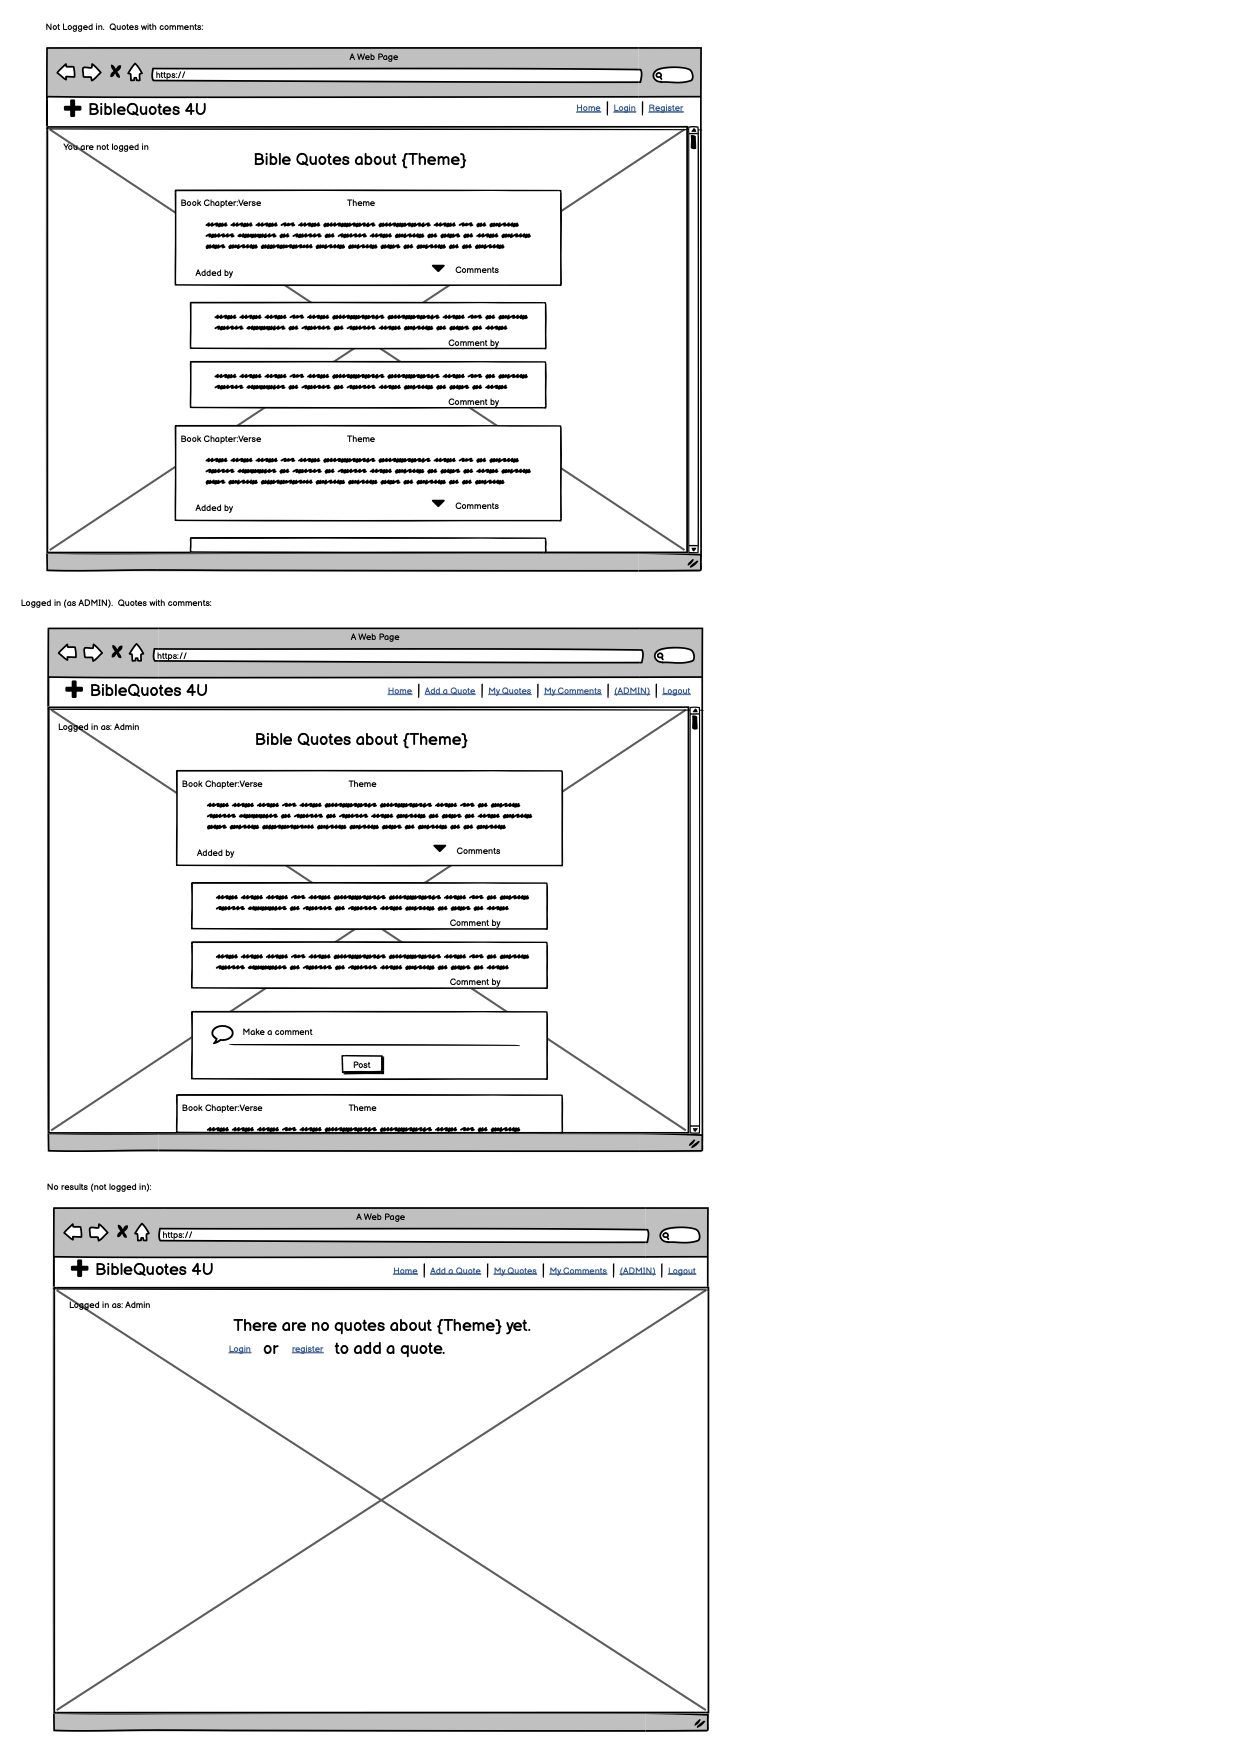 Not Logged in. Quotes with comments:
A Web Page
https://
BibleQuotes 4U
Home | Login | Register
You are not logged in
Bible Quotes about {Theme}
Book Chapter:Verse Theme
Added by Comments
Comment by
Comment by
Book Chapter:Verse Theme
Added by Comments
Logged in (as ADMIN). Quotes with comments:
A Web Page
https://
BibleQuotes 4U
Home | Add a Quote | My Quotes | My Comments | (ADMIN) | Logout
Logged in as: Admin
Bible Quotes about {Theme}
Book Chapter:Verse Theme
Added by Comments
Comment by
Comment by
Make a comment
Post
Book Chapter:Verse Theme
No results (not logged in):
A Web Page
https://
BibleQuotes 4U
Home | Add a Quote | My Quotes | My Comments | (ADMIN) | Logout
Logged in as: Admin
There are no quotes about {Theme} yet.
Login or register to add a quote.